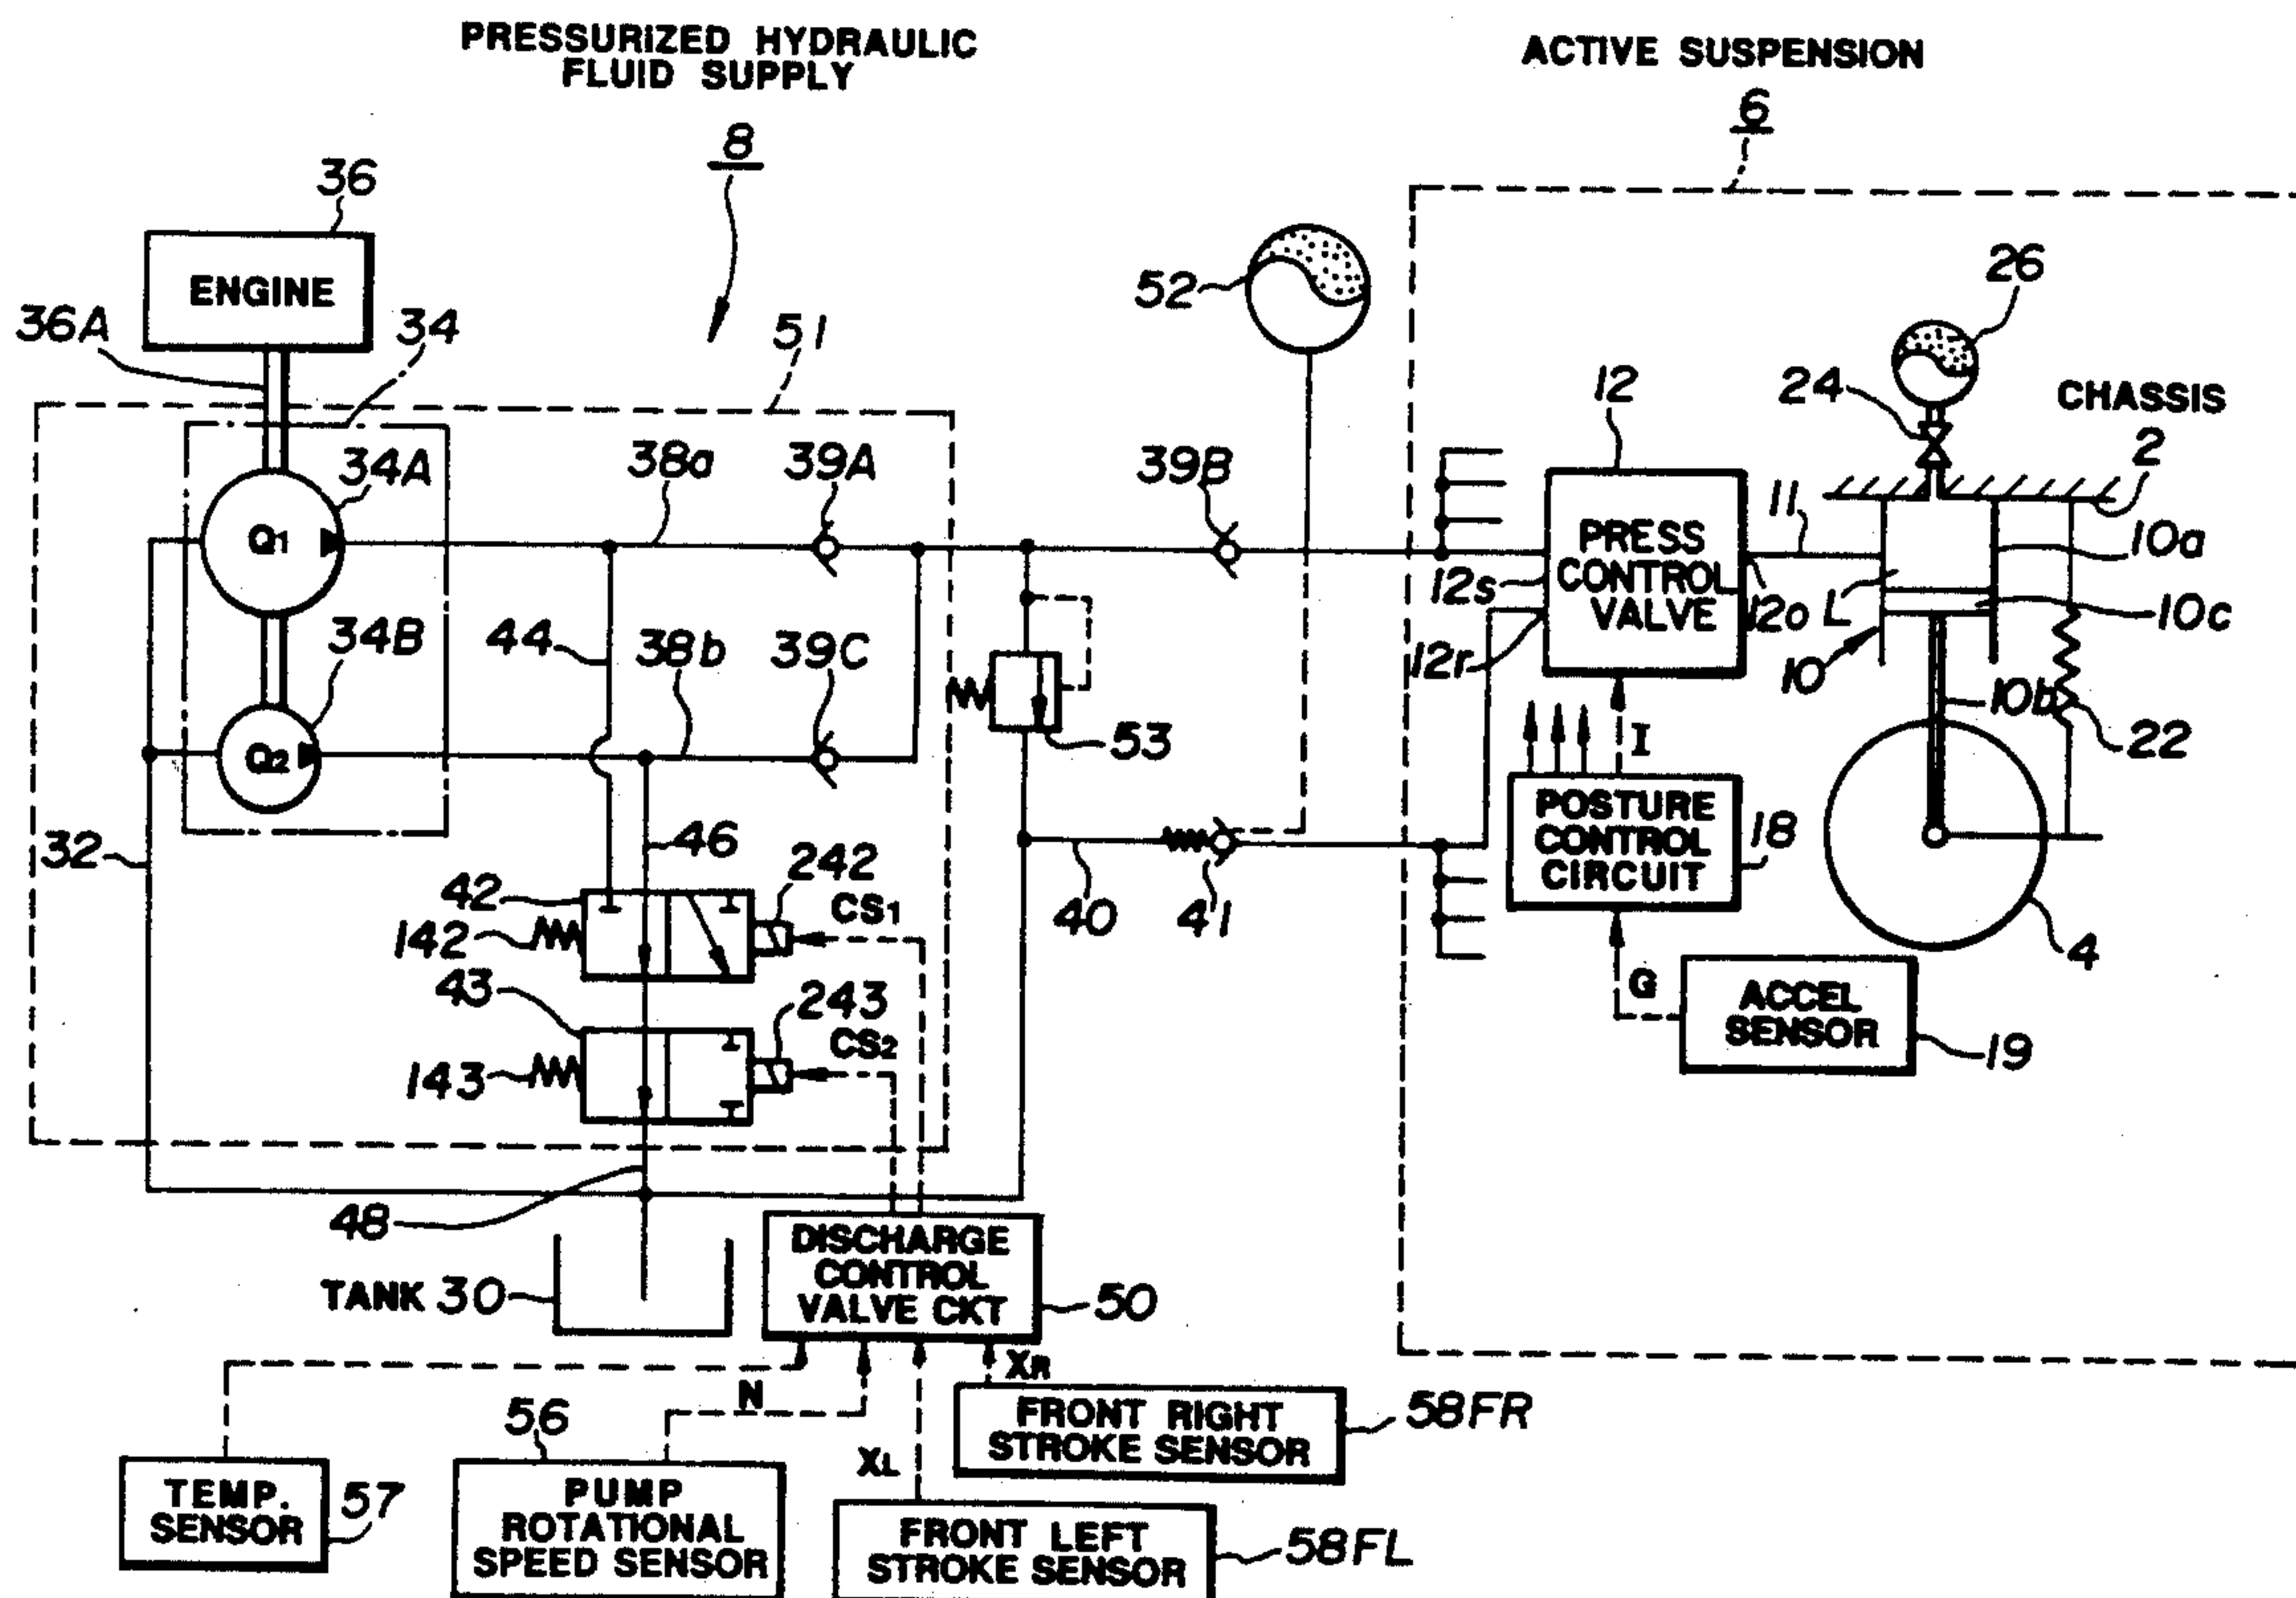 PRESSURIZED HYDRAULIC
FLUID SUPPLY
8
ACTIVE SUSPENSION
6
36
ENGINE
36A
34
51
52
26
34A
38a
39A
39B
12
24
CHASSIS
2
Q1
11
10a
PRESS
CONTROL
VALVE
12s
12o
L
10c
12r
10
34B
44
38b
39C
10b
Q2
53
I
22
32
46
POSTURE
CONTROL
CIRCUIT
18
42
242
CS1
142
40
41
4
43
243
CS2
143
G
ACCEL
SENSOR
19
48
DISCHARGE
CONTROL
VALVE CKT
50
TANK 30
XR
N
56
FRONT RIGHT
STROKE SENSOR
58FR
XL
TEMP.
SENSOR
57
PUMP
ROTATIONAL
SPEED SENSOR
FRONT LEFT
STROKE SENSOR
58FL